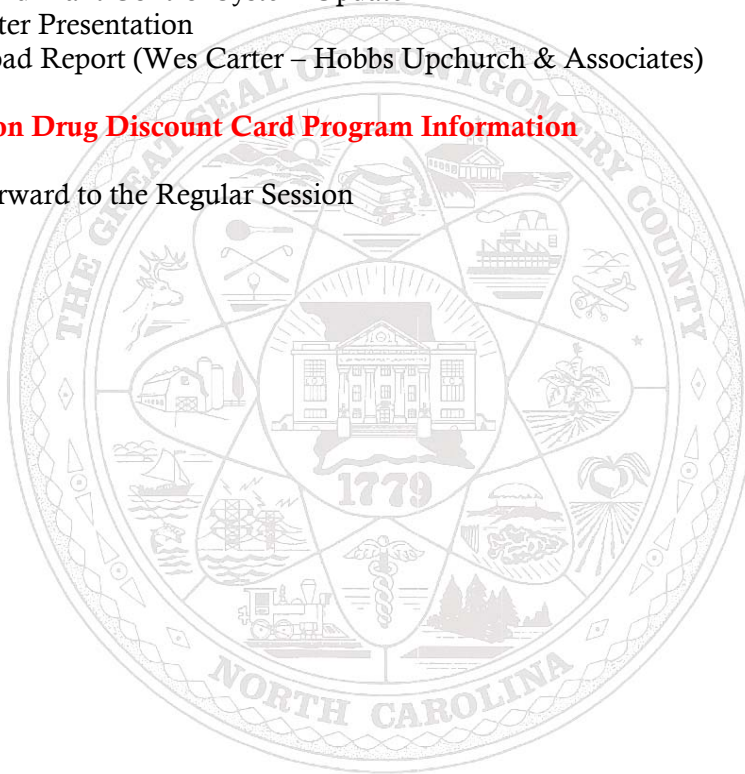 ter Presentation
oad Report (Wes Carter – Hobbs Upchurch & Associates)
on Drug Discount Card Program Information
rward to the Regular Session
THE GREAT SEAL OF MONTGOMERY COUNTY
1779
NORTH CAROLINA